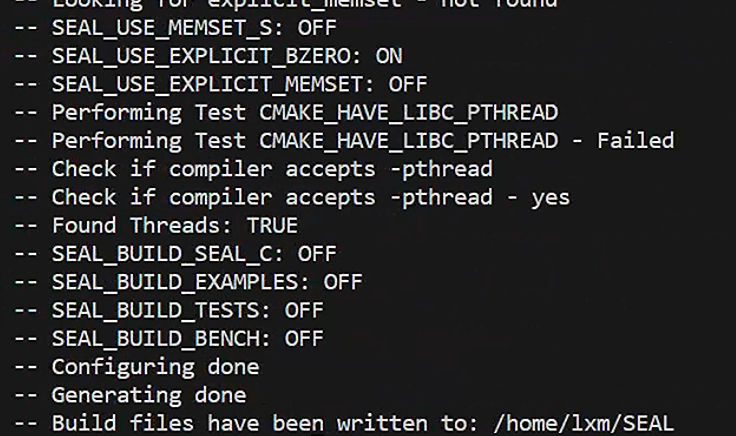 -- Looking for explicit_memset - not found
-- SEAL_USE_MEMSET_S: OFF
-- SEAL_USE_EXPLICIT_BZERO: ON
-- SEAL_USE_EXPLICIT_MEMSET: OFF
-- Performing Test CMAKE_HAVE_LIBC_PTHREAD
-- Performing Test CMAKE_HAVE_LIBC_PTHREAD - Failed
-- Check if compiler accepts -pthread
-- Check if compiler accepts -pthread - yes
-- Found Threads: TRUE
-- SEAL_BUILD_SEAL_C: OFF
-- SEAL_BUILD_EXAMPLES: OFF
-- SEAL_BUILD_TESTS: OFF
-- SEAL_BUILD_BENCH: OFF
-- Configuring done
-- Generating done
-- Build files have been written to: /home/lxm/SEAL